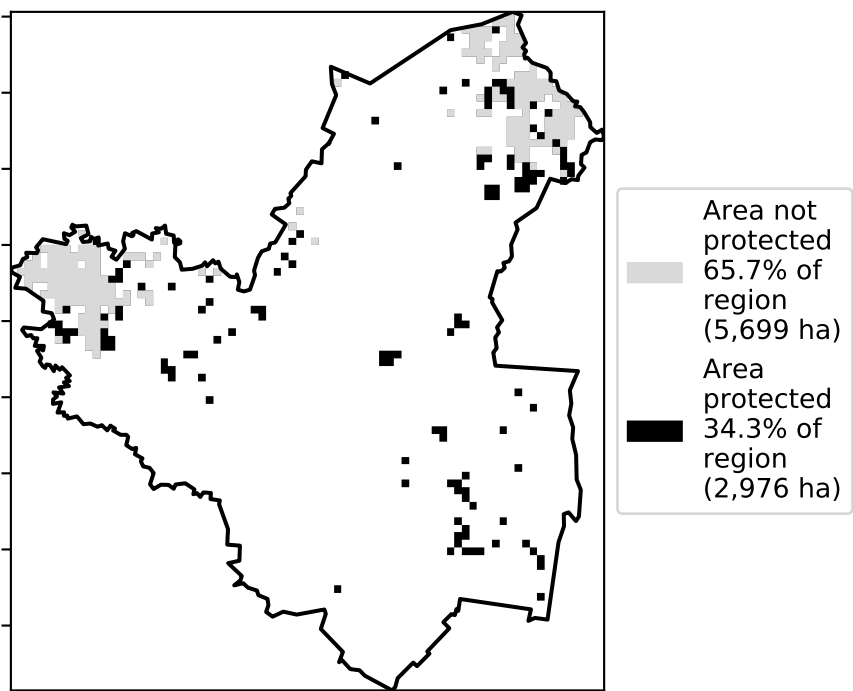 Area not
protected
65.7% of
region
(5,699 ha)
Area
protected
34.3% of
region
(2,976 ha)